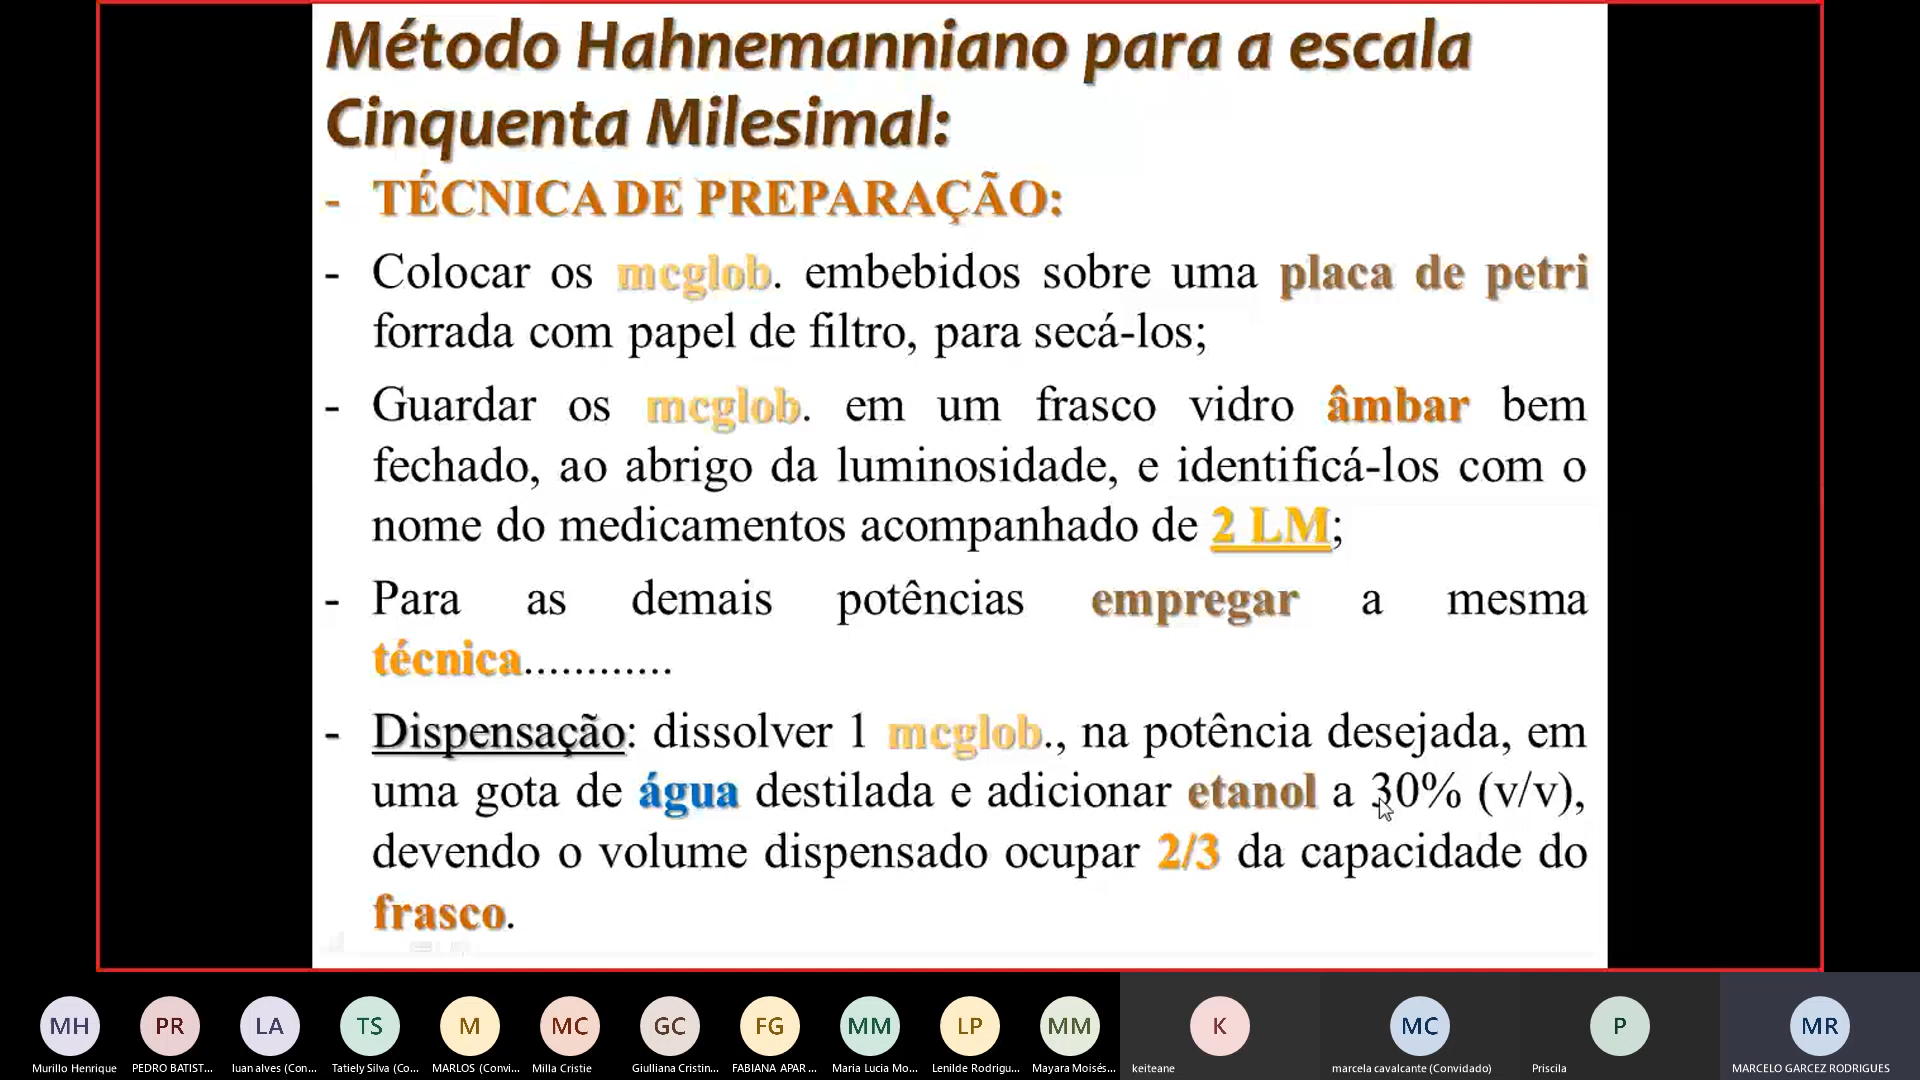 Método Hahnemanniano para a escala
Cinquenta Milesimal:
- TÉCNICA DE PREPARAÇÃO:
- Colocar os mcglob. embebidos sobre uma placa de petri
forrada com papel de filtro, para secá-los;
- Guardar os mcglob. em um frasco vidro âmbar bem
fechado, ao abrigo da luminosidade, e identificá-los com o
nome do medicamentos acompanhado de 2 LM;
- Para as demais potências empregar a mesma
técnica............
- Dispensação: dissolver 1 mcglob., na potência desejada, em
uma gota de água destilada e adicionar etanol a 30% (v/v),
devendo o volume dispensado ocupar 2/3 da capacidade do
frasco.
MH PR LA TS M MC GC FG MM LP MM K MC P MR
Murillo Henrique PEDRO BATIST... luan alves (Con... Tatiely Silva (Co... MARLOS (Convi... Milla Cristie Giulliana Cristin... FABIANA APAR ... Maria Lucia Mo... Lenilde Rodrigu... Mayara Moisés... keiteane marcela cavalcante (Convidado) Priscila MARCELO GARCEZ RODRIGUES